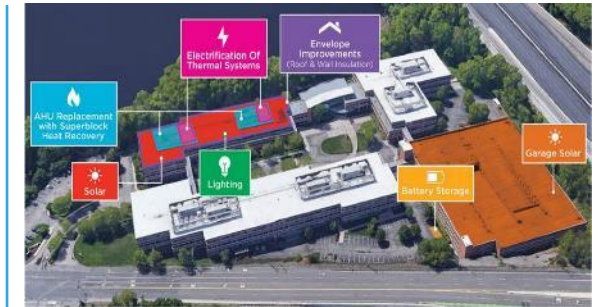 Electrification Of
Thermal Systems
Envelope
Improvements
(Roof & Wall Insulation)
AHU Replacement
with Superblock
Heat Recovery
Solar
Lighting
Battery Storage
Garage Solar